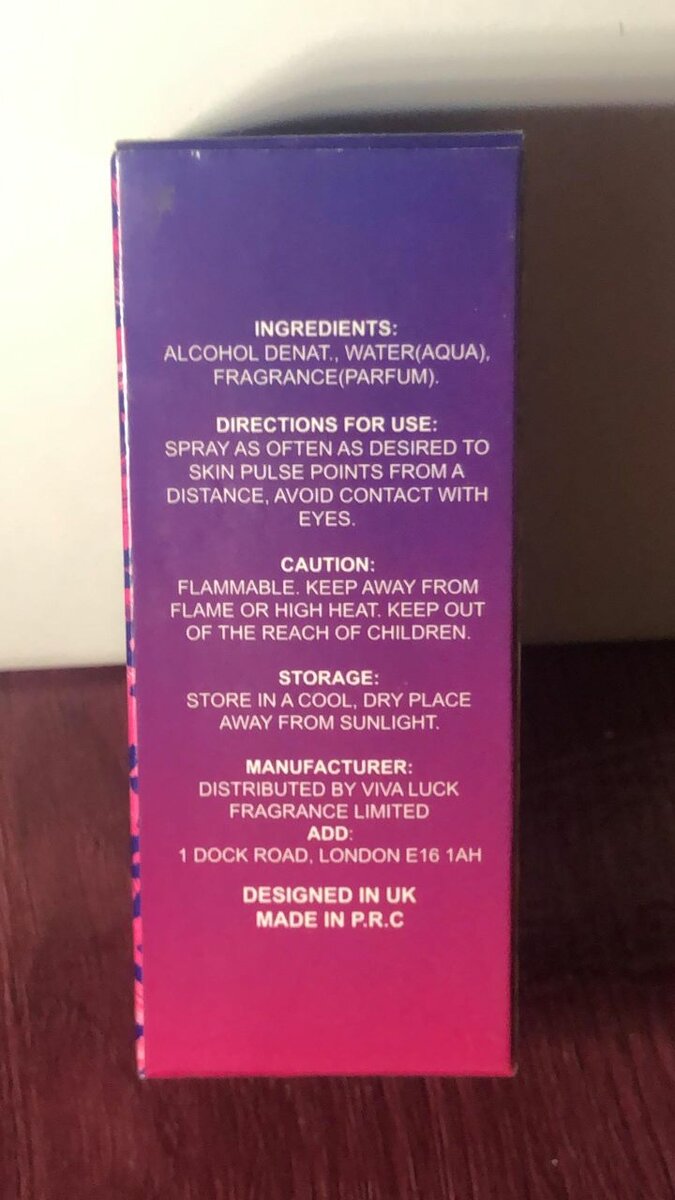 INGREDIENTS:
ALCOHOL DENAT., WATER(AQUA),
FRAGRANCE(PARFUM).
DIRECTIONS FOR USE:
SPRAY AS OFTEN AS DESIRED TO
SKIN PULSE POINTS FROM A
DISTANCE, AVOID CONTACT WITH
EYES.
CAUTION:
FLAMMABLE. KEEP AWAY FROM
FLAME OR HIGH HEAT. KEEP OUT
OF THE REACH OF CHILDREN.
STORAGE:
STORE IN A COOL, DRY PLACE
AWAY FROM SUNLIGHT.
MANUFACTURER:
DISTRIBUTED BY VIVA LUCK
FRAGRANCE LIMITED
ADD:
1 DOCK ROAD, LONDON E16 1AH
DESIGNED IN UK
MADE IN P.R.C